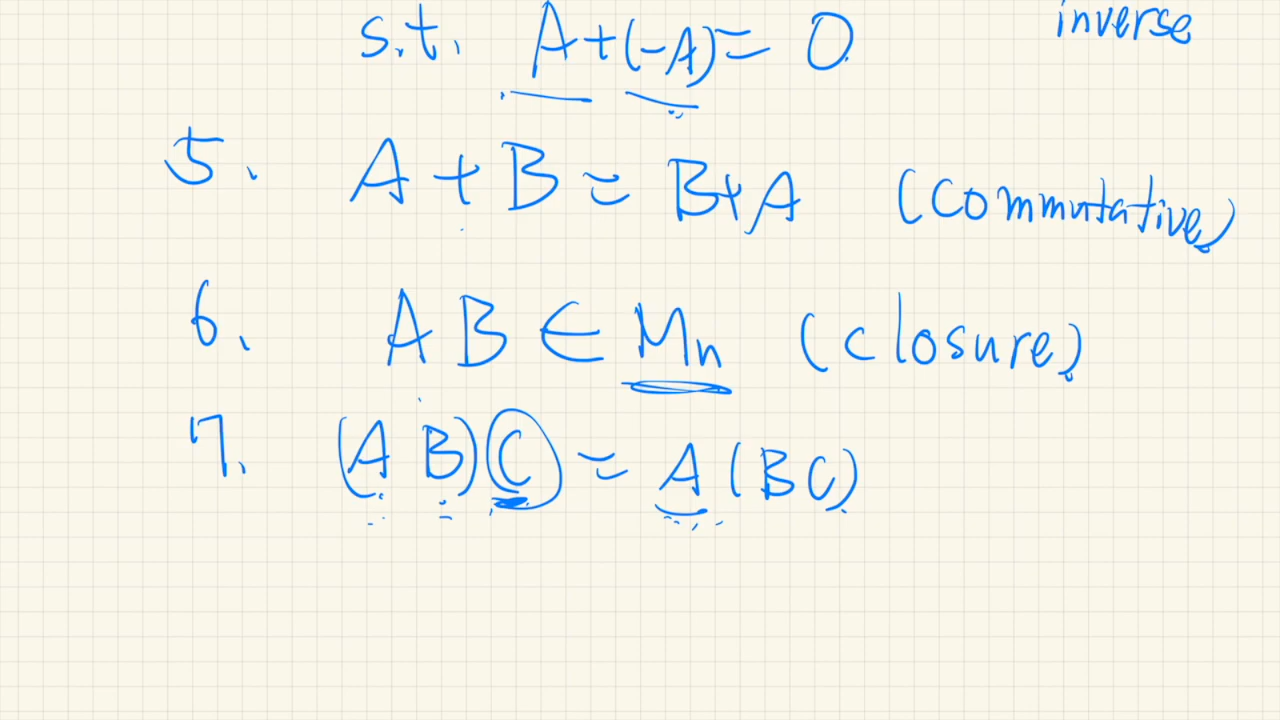 s.t. A+(-A)=0 inverse
5. A+B=B+A (commutative)
6. AB∈Mn (closure)
7. (AB)C=A(BC)